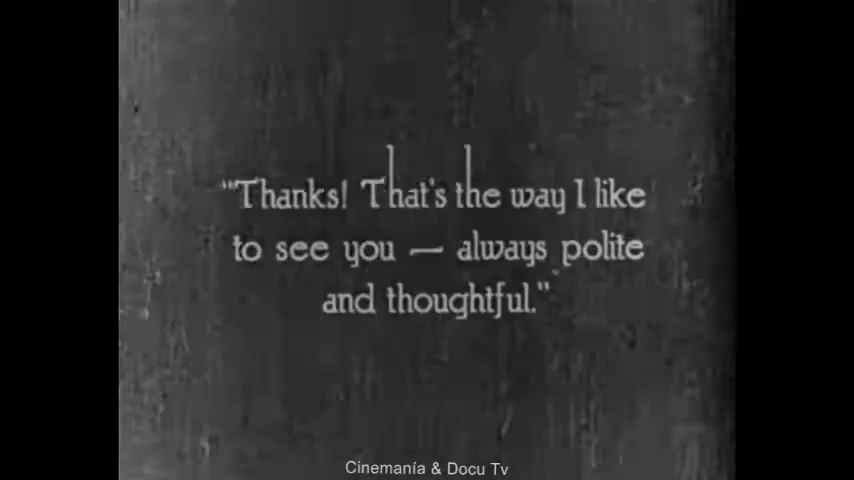 "Thanks! That's the way I like
to see you — always polite
and thoughtful."
Cinemanía & Docu Tv